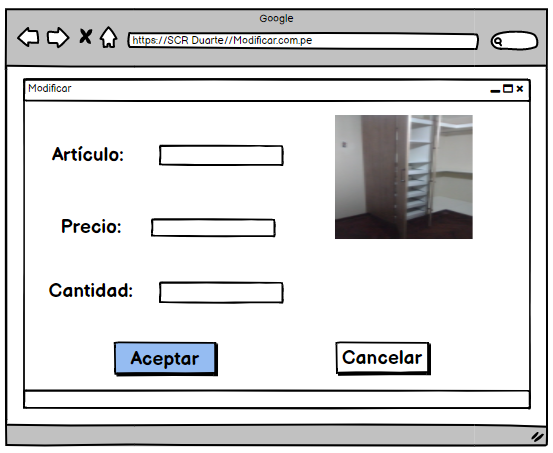 Google
https://SCR Duarte//Modificar.com.pe
Modificar
Artículo:
Precio:
Cantidad:
Aceptar
Cancelar